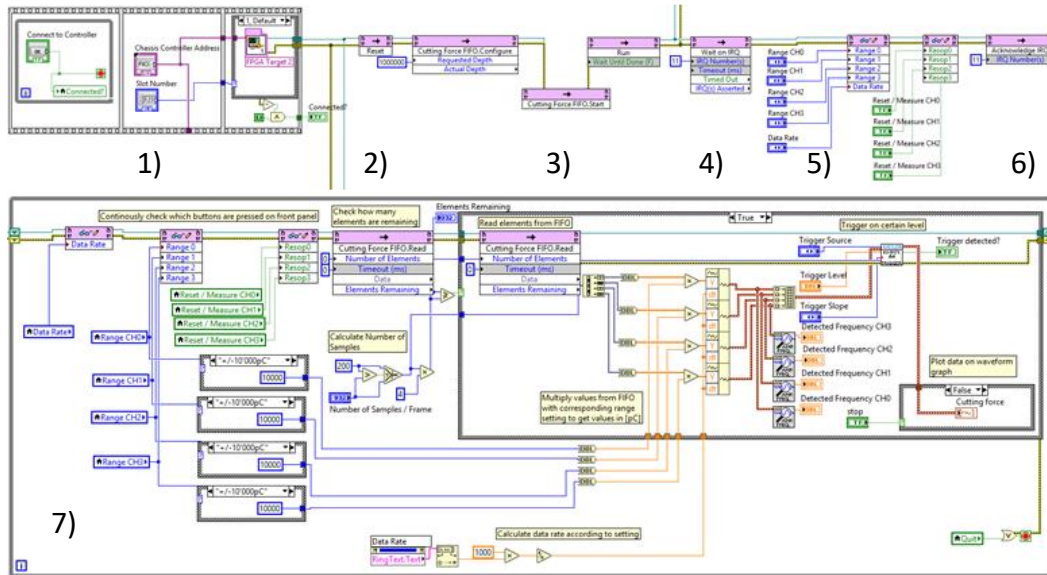 1, Default
Connect to Controller
Chassis Controller Address
FPGA Target 2
Slot Number
Connected?
Connected?
Reset
1000000
Cutting Force FIFO.Configure
Requested Depth
Actual Depth
Cutting Force FIFO.Start
Run
Wait Until Done (F)
11
Wait on IRQ
IRQ Number(s)
Timeout (ms)
Timed Out
IRQ(s) Asserted
Range CH0
Range CH1
Range CH2
Range CH3
Data Rate
Range 0
Range 1
Range 2
Range 3
Data Rate
Resop0
Resop1
Resop2
Resop3
Reset / Measure CH0
Reset / Measure CH1
Reset / Measure CH2
Reset / Measure CH3
11
Acknowledge IRQ
IRQ Number(s)
1)
2)
3)
4)
5)
6)
Continously check which buttons are pressed on front panel
Data Rate
Range 0
Range 1
Range 2
Range 3
Resop0
Resop1
Resop2
Resop3
Reset / Measure CH0
Reset / Measure CH1
Reset / Measure CH2
Reset / Measure CH3
Data Rate
Range CH0
Range CH1
Range CH2
Range CH3
"+/-10'000pC"
10000
"+/-10'000pC"
10000
"+/-10'000pC"
10000
"+/-10'000pC"
10000
Check how many
elements are remaining
Cutting Force FIFO.Read
0
Number of Elements
0
Timeout (ms)
Data
Elements Remaining
Elements Remaining
Calculate Number of
Samples
200
4
Number of Samples / Frame
True
Read elements from FIFO
Cutting Force FIFO.Read
Number of Elements
0
Timeout (ms)
Data
Elements Remaining
DBL
DBL
DBL
DBL
Multiply values from FIFO
with corresponding range
setting to get values in [pC]
DBL
DBL
DBL
DBL
Trigger on certain
level
Trigger Source
Trigger detected?
Trigger Level
Trigger Slope
Detected Frequency CH3
Detected Frequency CH2
Detected Frequency CH1
Detected Frequency CH0
Plot data on waveform
graph
False
Cutting force
stop
7)
Calculate data rate according to setting
Data Rate
RingText.Text
1000
Quit